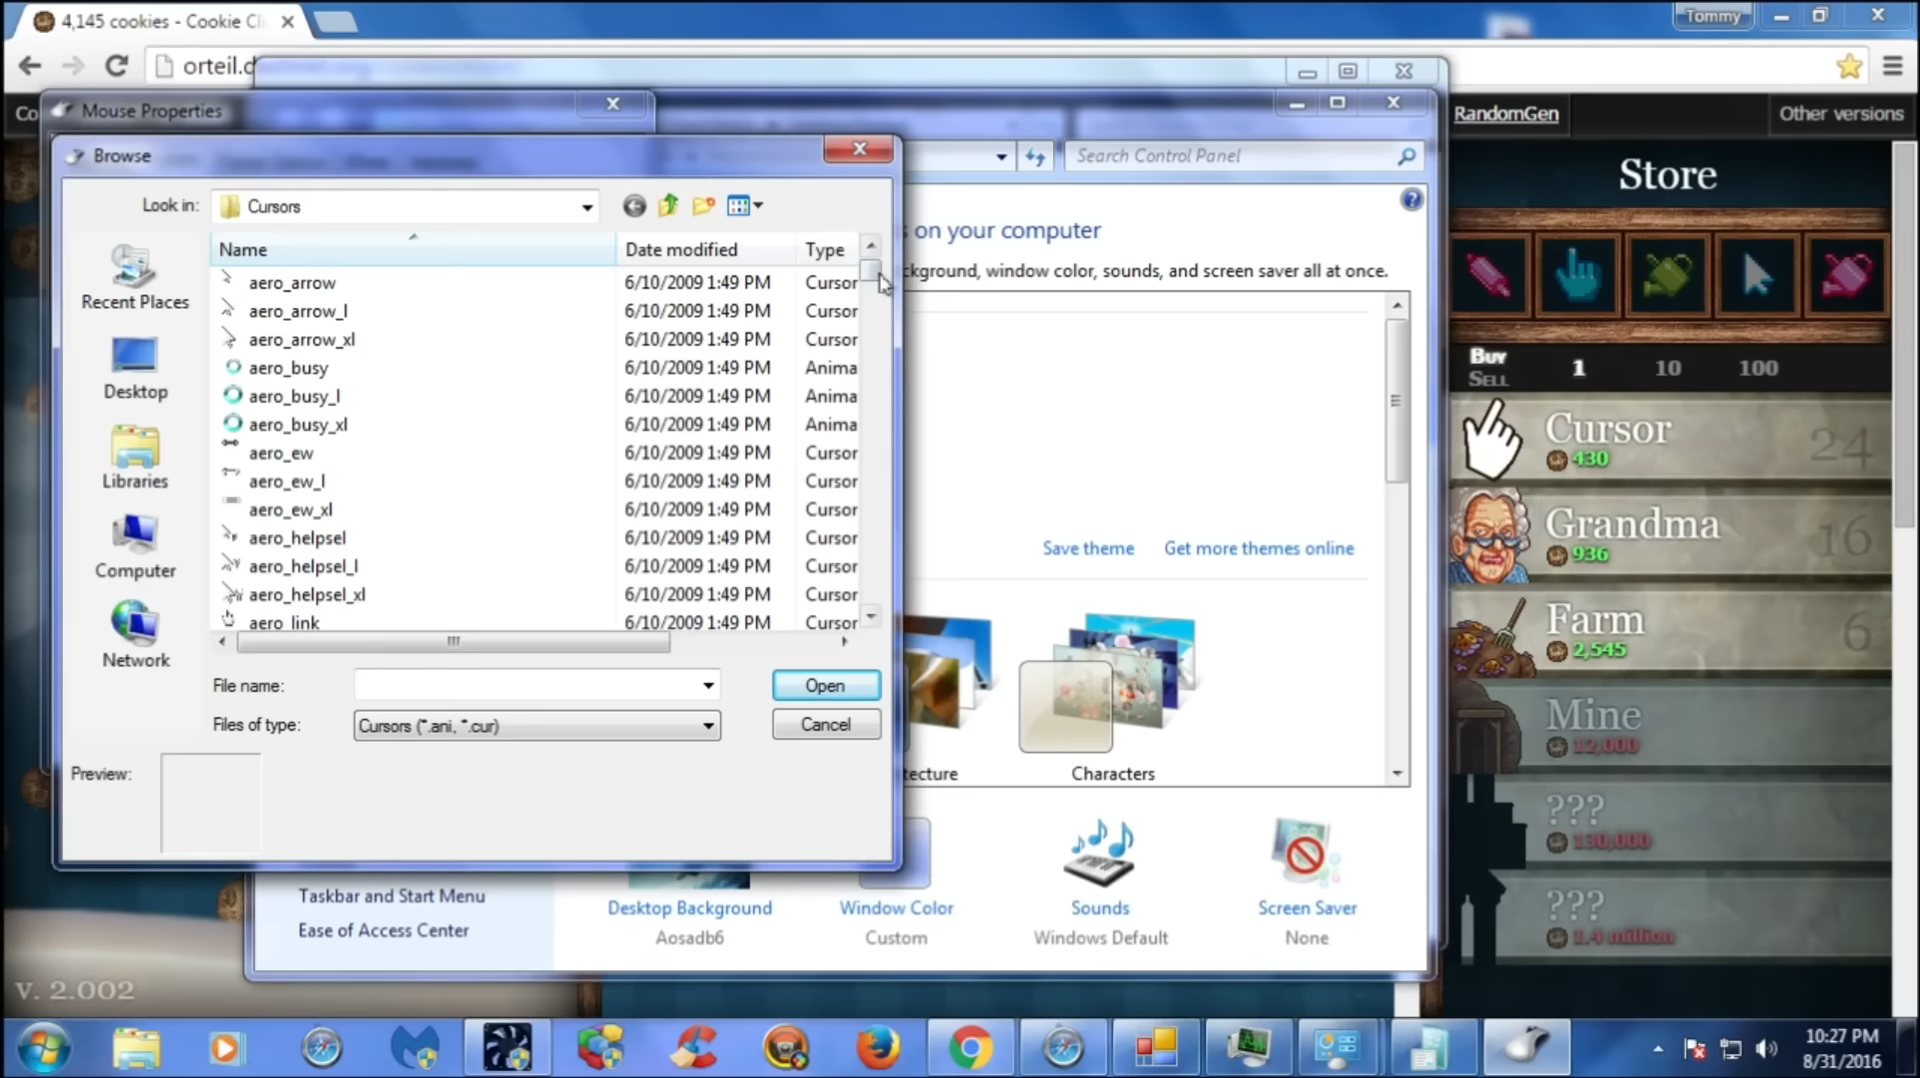 4,145 cookies - Cookie Cli
Tommy
orteil.d
Co
RandomGen
Other versions
Mouse Properties
Browse
Search Control Panel
Look in:
Cursors
Name
Date modified
Type
aero_arrow 6/10/2009 1:49 PM Cursor
aero_arrow_l 6/10/2009 1:49 PM Cursor
aero_arrow_xl 6/10/2009 1:49 PM Cursor
aero_busy 6/10/2009 1:49 PM Anima
aero_busy_l 6/10/2009 1:49 PM Anima
aero_busy_xl 6/10/2009 1:49 PM Anima
aero_ew 6/10/2009 1:49 PM Cursor
aero_ew_l 6/10/2009 1:49 PM Cursor
aero_ew_xl 6/10/2009 1:49 PM Cursor
aero_helpsel 6/10/2009 1:49 PM Cursor
aero_helpsel_l 6/10/2009 1:49 PM Cursor
aero_helpsel_xl 6/10/2009 1:49 PM Cursor
aero_link 6/10/2009 1:49 PM Cursor
Recent Places
Desktop
Libraries
Computer
Network
File name:
Open
Files of type:
Cursors (*.ani, *.cur)
Cancel
Preview:
s on your computer
ckground, window color, sounds, and screen saver all at once.
Save theme
Get more themes online
tecture
Characters
Taskbar and Start Menu
Ease of Access Center
Desktop Background
Aosadb6
Window Color
Custom
Sounds
Windows Default
Screen Saver
None
Store
Buy
Sell
1
10
100
Cursor
430
24
Grandma
936
16
Farm
2,545
6
Mine
12,000
???
130,000
???
1.4 million
v. 2.002
10:27 PM
8/31/2016